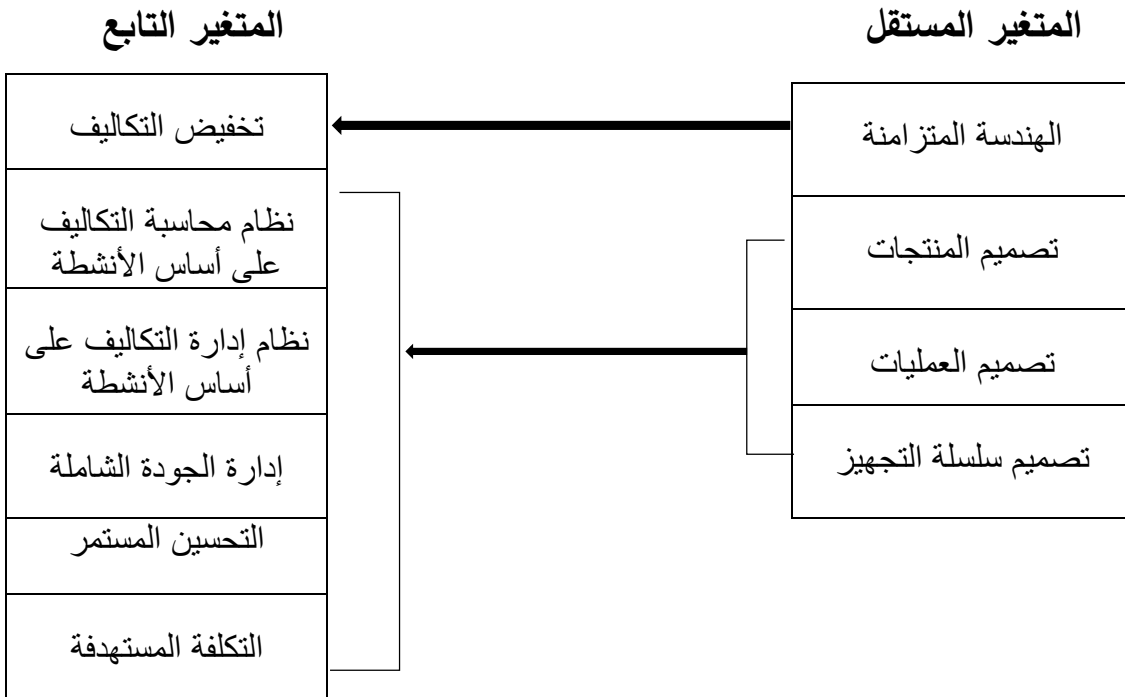 المتغير المستقل
المتغير التابع
الهندسة المتزامنة
تصميم المنتجات
تصميم العمليات
تصميم سلسلة التجهيز
تخفيض التكاليف
نظام محاسبة التكاليف
على أساس الأنشطة
نظام إدارة التكاليف على
أساس الأنشطة
إدارة الجودة الشاملة
التحسين المستمر
التكلفة المستهدفة